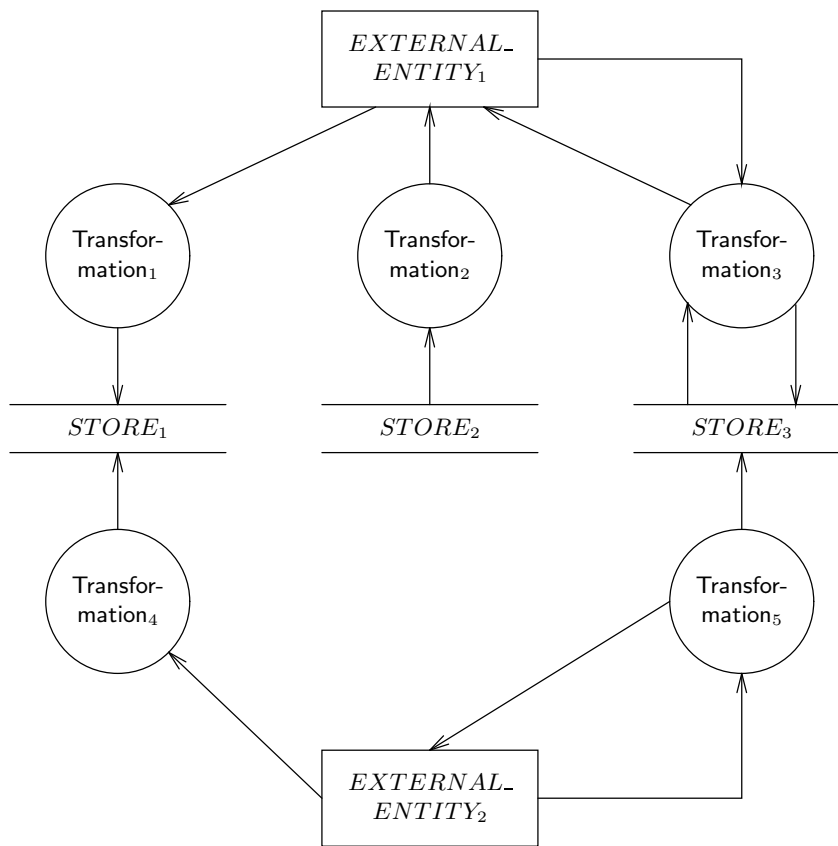 EXTERNAL_
ENTITY₁
Transfor-
mation₁
Transfor-
mation₂
Transfor-
mation₃
STORE₁
STORE₂
STORE₃
Transfor-
mation₄
Transfor-
mation₅
EXTERNAL_
ENTITY₂